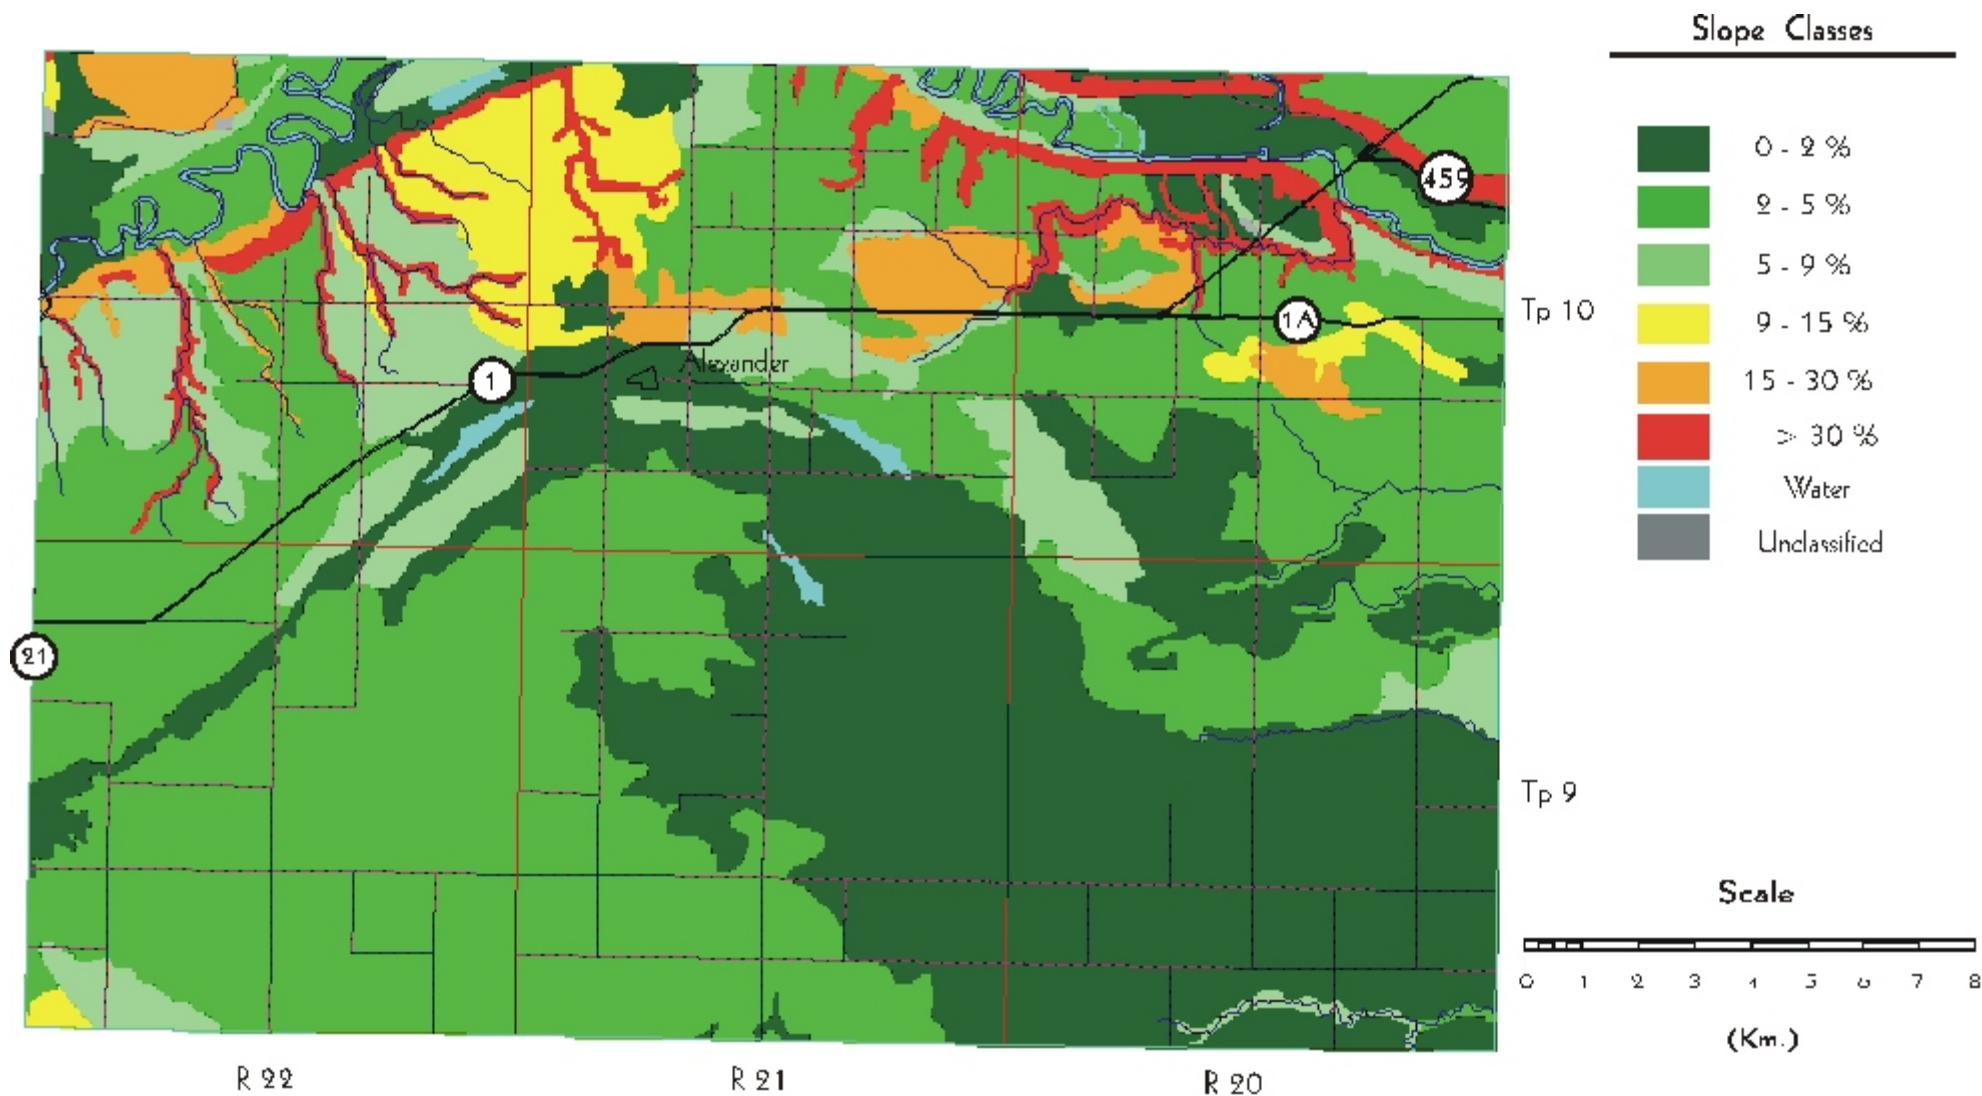 Slope Classes
0 - 2 %
2 - 5 %
5 - 9 %
9 - 15 %
15 - 30 %
> 30 %
Water
Unclassified
459
Tp 10
1A
Alexander
1
21
Tp 9
Scale
0 1 2 3 4 5 6 7 8
(Km.)
R 22 R 21 R 20